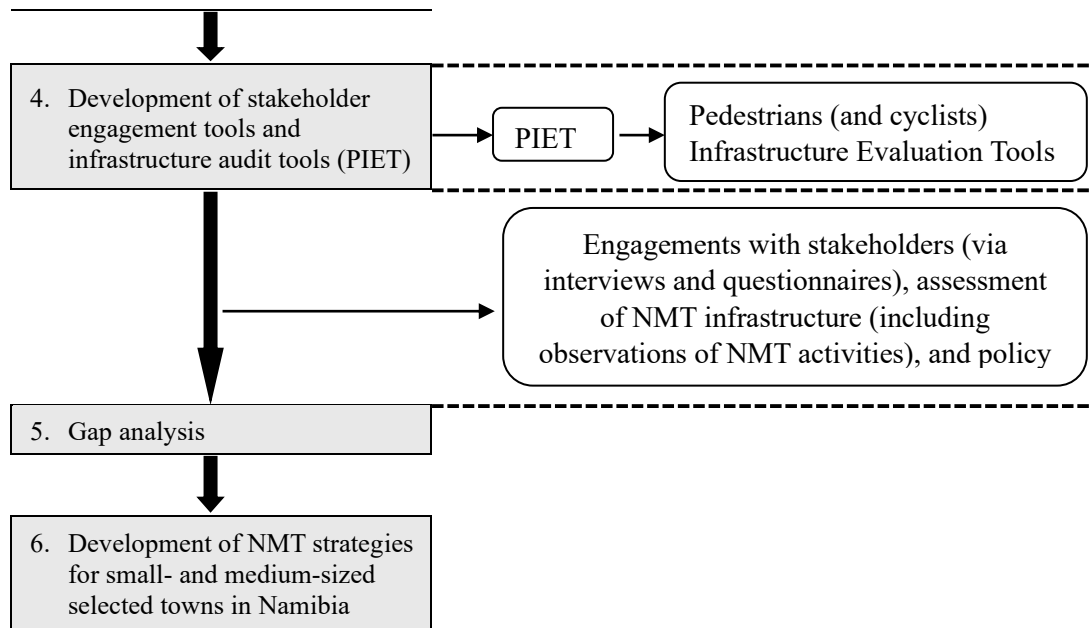 4. Development of stakeholder
engagement tools and
infrastructure audit tools (PIET)
PIET
Pedestrians (and cyclists)
Infrastructure Evaluation Tools
Engagements with stakeholders (via
interviews and questionnaires), assessment
of NMT infrastructure (including
observations of NMT activities), and policy
5. Gap analysis
6. Development of NMT strategies
for small- and medium-sized
selected towns in Namibia